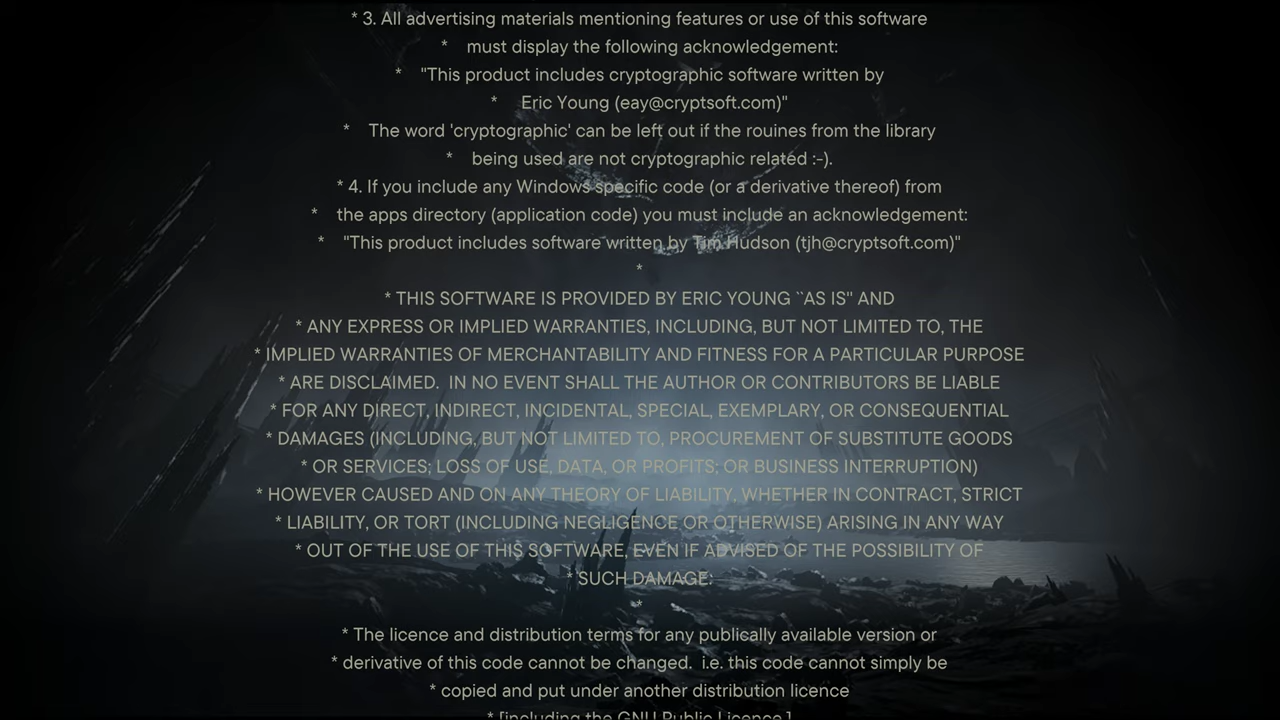 * 3. All advertising materials mentioning features or use of this software
* must display the following acknowledgement:
* "This product includes cryptographic software written by
* Eric Young (eay@cryptsoft.com)"
* The word 'cryptographic' can be left out if the rouines from the library
* being used are not cryptographic related :-).
* 4. If you include any Windows specific code (or a derivative thereof) from
* the apps directory (application code) you must include an acknowledgement:
* "This product includes software written by Tim Hudson (tjh@cryptsoft.com)"
*
* THIS SOFTWARE IS PROVIDED BY ERIC YOUNG ``AS IS'' AND
* ANY EXPRESS OR IMPLIED WARRANTIES, INCLUDING, BUT NOT LIMITED TO, THE
* IMPLIED WARRANTIES OF MERCHANTABILITY AND FITNESS FOR A PARTICULAR PURPOSE
* ARE DISCLAIMED.  IN NO EVENT SHALL THE AUTHOR OR CONTRIBUTORS BE LIABLE
* FOR ANY DIRECT, INDIRECT, INCIDENTAL, SPECIAL, EXEMPLARY, OR CONSEQUENTIAL
* DAMAGES (INCLUDING, BUT NOT LIMITED TO, PROCUREMENT OF SUBSTITUTE GOODS
* OR SERVICES; LOSS OF USE, DATA, OR PROFITS; OR BUSINESS INTERRUPTION)
* HOWEVER CAUSED AND ON ANY THEORY OF LIABILITY, WHETHER IN CONTRACT, STRICT
* LIABILITY, OR TORT (INCLUDING NEGLIGENCE OR OTHERWISE) ARISING IN ANY WAY
* OUT OF THE USE OF THIS SOFTWARE, EVEN IF ADVISED OF THE POSSIBILITY OF
* SUCH DAMAGE.
*
* The licence and distribution terms for any publically available version or
* derivative of this code cannot be changed.  i.e. this code cannot simply be
* copied and put under another distribution licence
* [including the GNU Public Licence.]